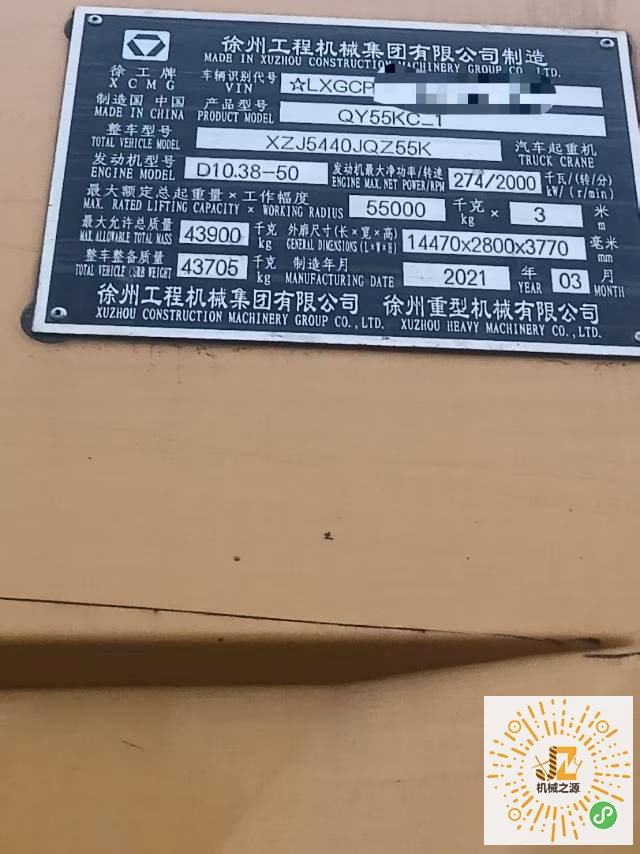 徐州工程机械集团有限公司制造
MADE IN XUZHOU CONSTRUCTION MACHINERY GROUP CO., LTD.
徐工牌 XCMG 车辆识别代号 VIN ☆LXGCP
制造国 中国 MADE IN CHINA 产品型号 PRODUCT MODEL QY55KC_1
整车型号 TOTAL VEHICLE MODEL XZJ5440JQZ55K 汽车起重机 TRUCK CRANE
发动机型号 ENGINE MODEL D10.38-50 发动机最大净功率/转速 ENGINE MAX.NET POWER/RPM 274/2000 千瓦/(转/分) kW/(r/min)
最大额定总起重量×工作幅度 MAX. RATED LIFTING CAPACITY × WORKING RADIUS 55000 千克 kg × 3 米 m
最大允许总质量 MAX.ALLOWABLE TOTAL MASS 43900 千克 kg 外廓尺寸(长×宽×高) GENERAL DIMENSIONS (L×W×H) 14470x2800x3770 毫米 mm
整车整备质量 TOTAL VEHICLE CURB WEIGHT 43705 千克 kg 制造年月 MANUFACTURING DATE 2021 年 YEAR 03 月 MONTH
徐州工程机械集团有限公司 徐州重型机械有限公司
XUZHOU CONSTRUCTION MACHINERY GROUP CO., LTD. XUZHOU HEAVY MACHINERY CO., LTD.
JZ
机械之源